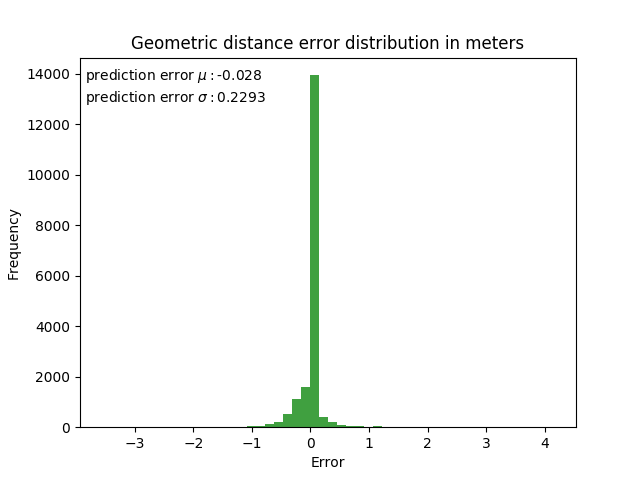 Geometric distance error distribution in meters
prediction error μ : -0.028
prediction error σ : 0.2293
14000
12000
10000
8000
6000
4000
2000
0
Frequency
−3 −2 −1 0 1 2 3 4
Error